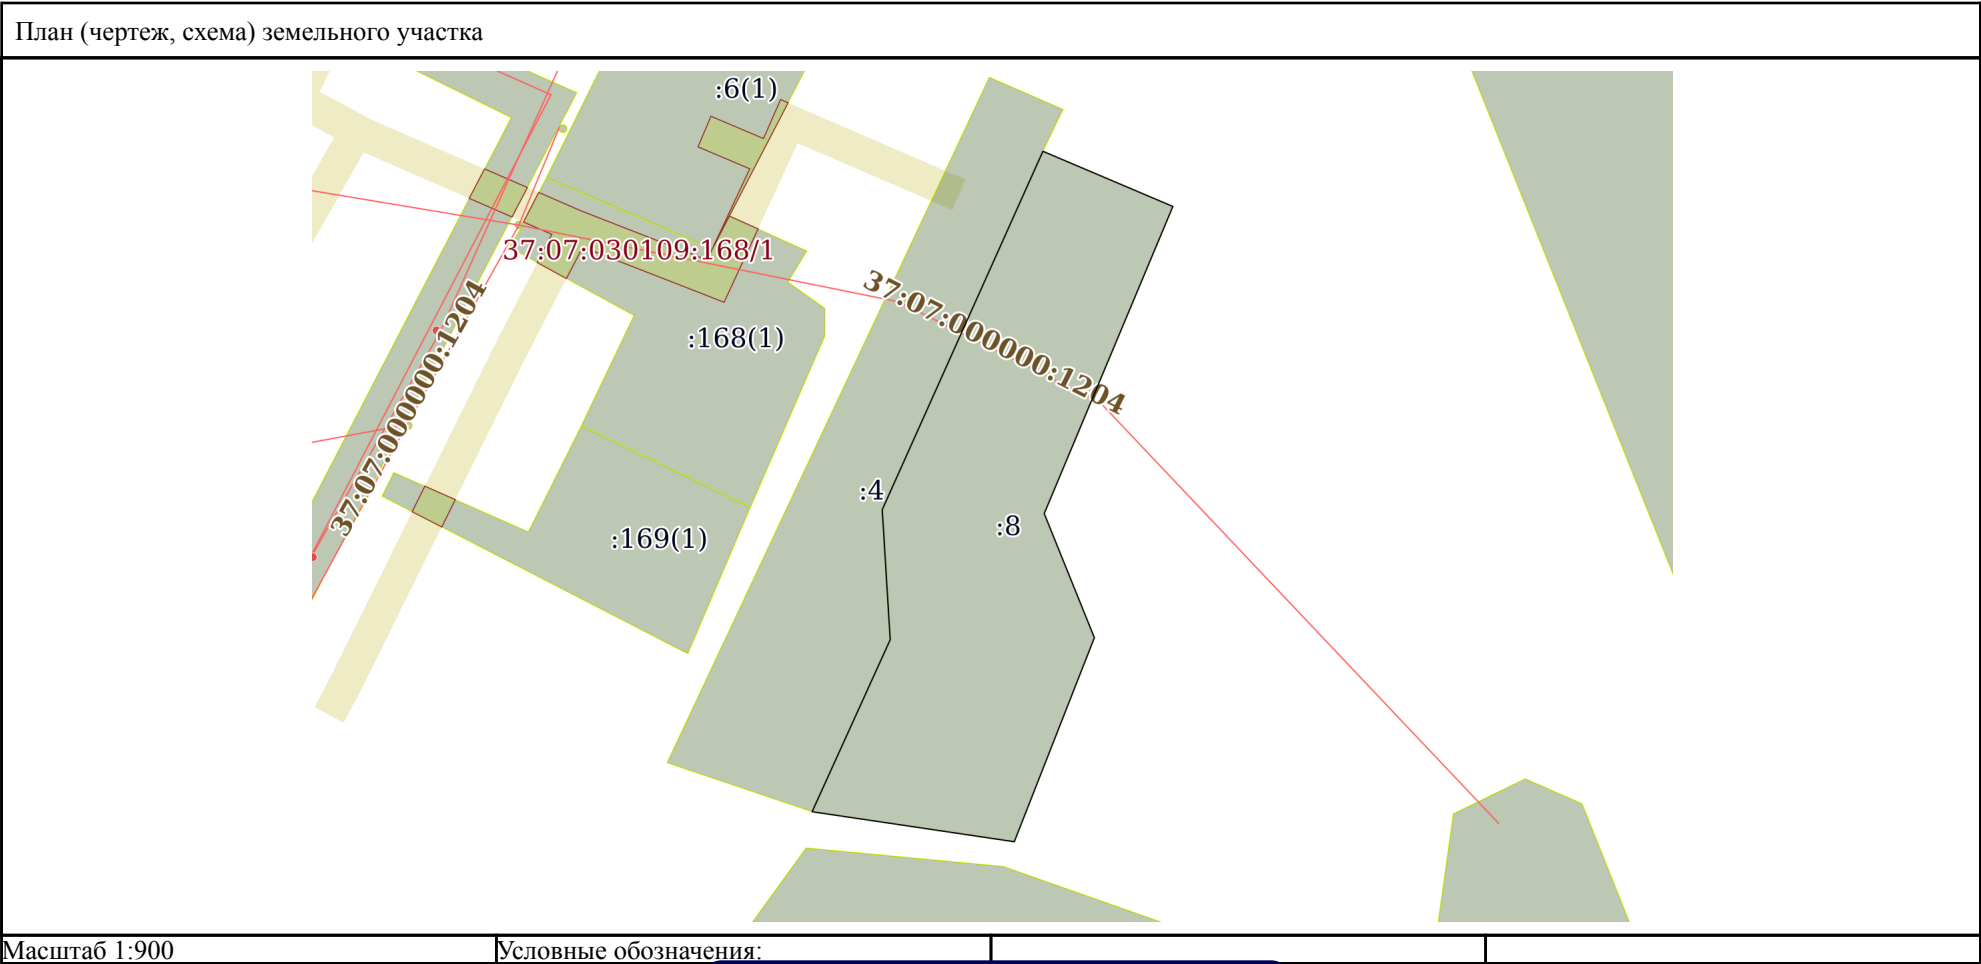 План (чертеж, схема) земельного участка
:6(1)
37:07:030109:168/1
37:07:000000:1204
37:07:000000:1204
:168(1)
:4
:8
:169(1)
Масштаб 1:900
Условные обозначения: